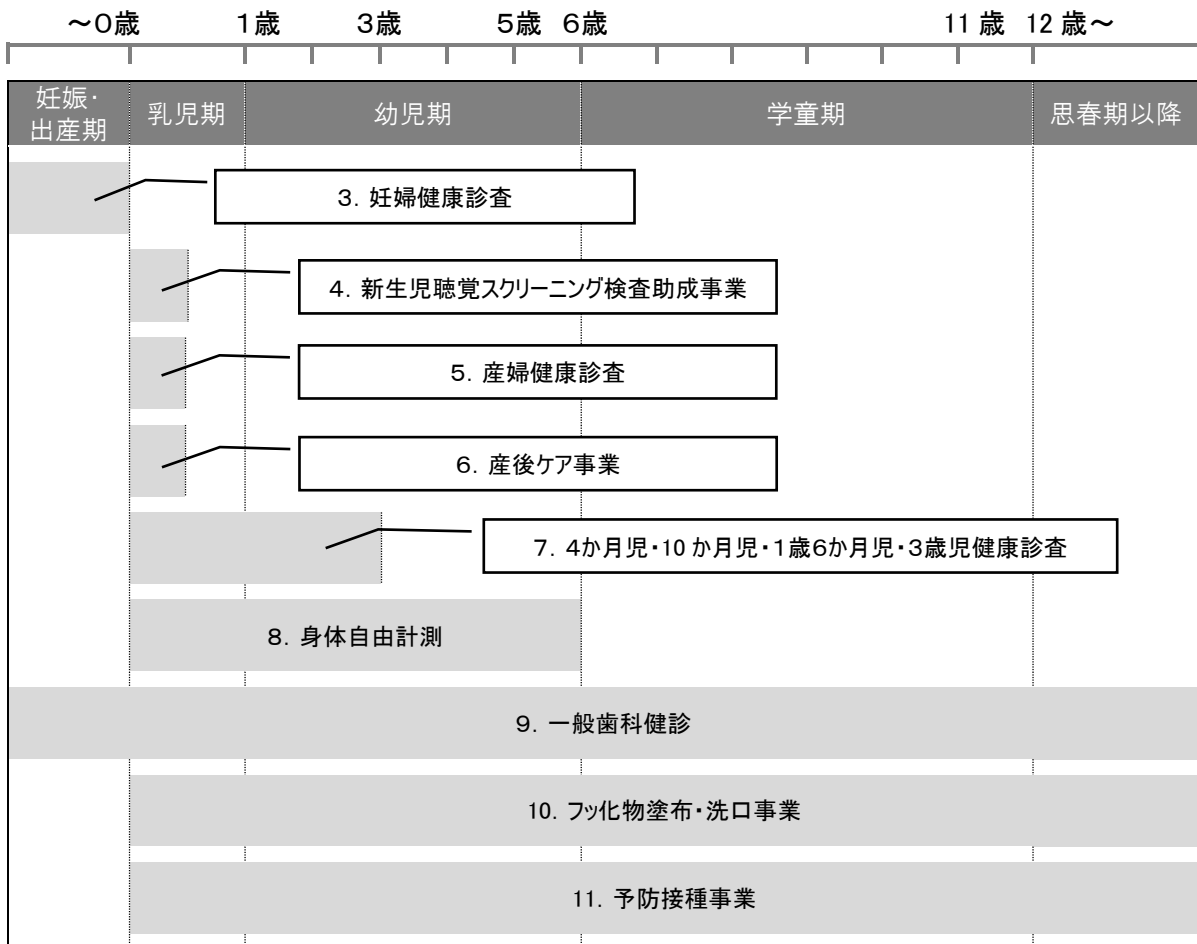 ～０歳 １歳 ３歳 ５歳 ６歳 11 歳 12 歳～
妊娠・
出産期
乳児期
幼児期
学童期
思春期以降
３．妊婦健康診査
４．新生児聴覚スクリーニング検査助成事業
５．産婦健康診査
６．産後ケア事業
７．４か月児・10 か月児・１歳６か月児・３歳児健康診査
８．身体自由計測
９．一般歯科健診
10．フッ化物塗布・洗口事業
11．予防接種事業